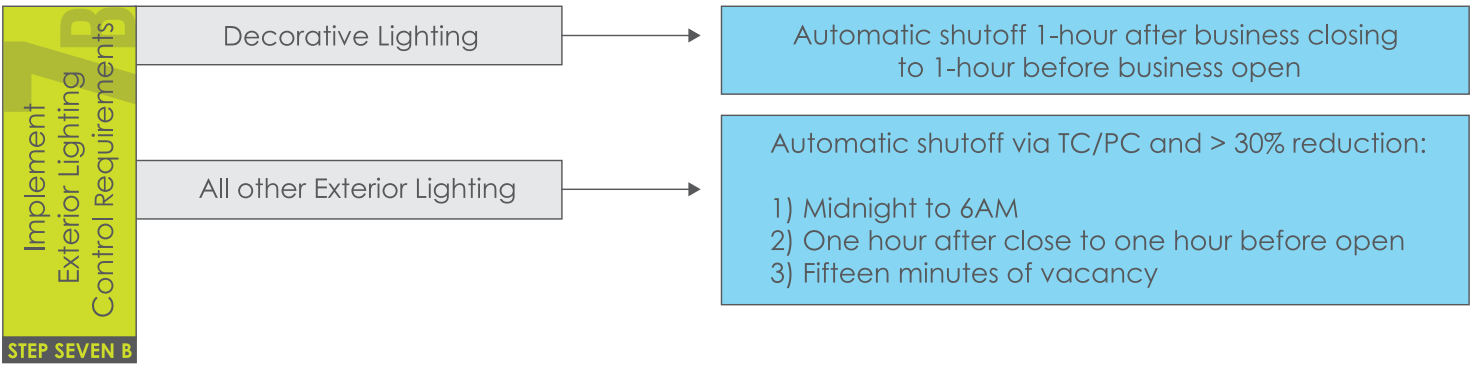 7B
Implement
Exterior Lighting
Control Requirements
STEP SEVEN B
Decorative Lighting
Automatic shutoff 1-hour after business closing
to 1-hour before business open
All other Exterior Lighting
Automatic shutoff via TC/PC and > 30% reduction:
1) Midnight to 6AM
2) One hour after close to one hour before open
3) Fifteen minutes of vacancy